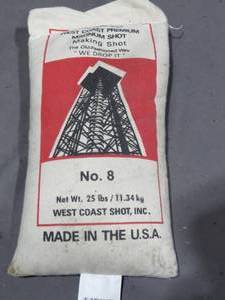 WEST COAST PREMIUM
MAGNUM SHOT
Making Shot
The Old Fashioned Way
"WE DROP IT"
No. 8
Net Wt. 25 lbs / 11.34 kg
WEST COAST SHOT, INC.
MADE IN THE U.S.A.